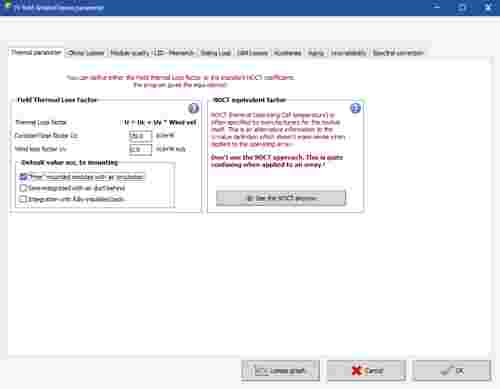 PV field detailed losses parameter
Thermal parameter
Ohmic Losses
Module quality - LID - Mismatch
Soiling Loss
IAM Losses
Auxiliaries
Aging
Unavailability
Spectral correction
You can define either the Field thermal Loss factor or the standard NOCT coefficient:
the program gives the equivalence!
Field Thermal Loss Factor
Thermal Loss factor U = Uc + Uv * Wind vel
Constant loss factor Uc 29.0 W/m²K
Wind loss factor Uv 0.0 W/m²K m/s
Default value acc. to mounting
"Free" mounted modules with air circulation
Semi-integrated with air duct behind
Integration with fully insulated back
NOCT equivalent factor
NOCT (Nominal Operating Cell temperature) is
often specified by manufacturers for the module
itself. This is an alternative information to the
U-value definition which doesn't make sense when
applied to the operating array.
Don't use the NOCT approach. This is quite
confusing when applied to an array !
See the NOCT anyway
Losses graph
Cancel
OK